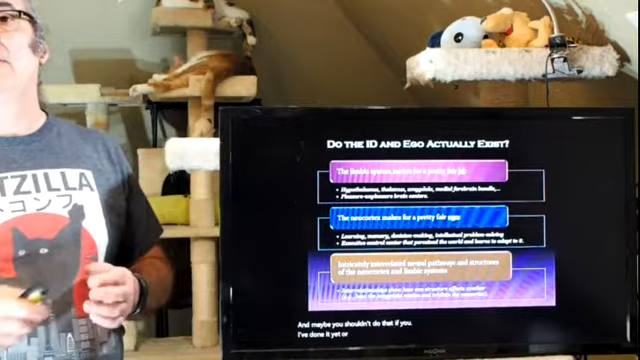 TZILLA
DO THE ID AND EGO ACTUALLY EXIST?
The limbic system makes for a pretty fair id
• Hypothalamus, thalamus, amygdala, medial forebrain bundle,...
• Pleasure-unpleasure brain centers.
The neocortex makes for a pretty fair ego
• Learning, memory, decision-making, intellectual problem-solving
• Executive control center that perceives the world and learns to adapt to it.
Intricately interrelated neural pathways and structures
of the neocortex and limbic systems
And maybe you shouldn't do that if you.
I've done it yet or
INSIGNIA